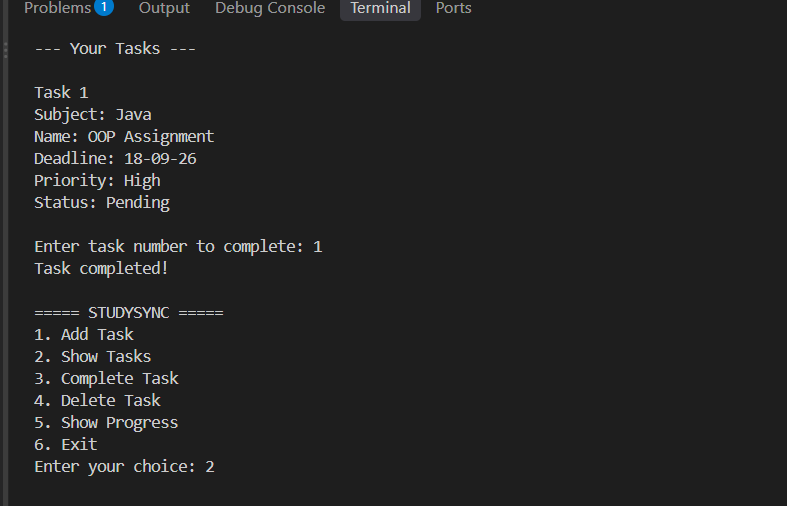 Problems 1 Output Debug Console Terminal Ports
--- Your Tasks ---
Task 1
Subject: Java
Name: OOP Assignment
Deadline: 18-09-26
Priority: High
Status: Pending
Enter task number to complete: 1
Task completed!
===== STUDYSYNC =====
1. Add Task
2. Show Tasks
3. Complete Task
4. Delete Task
5. Show Progress
6. Exit
Enter your choice: 2